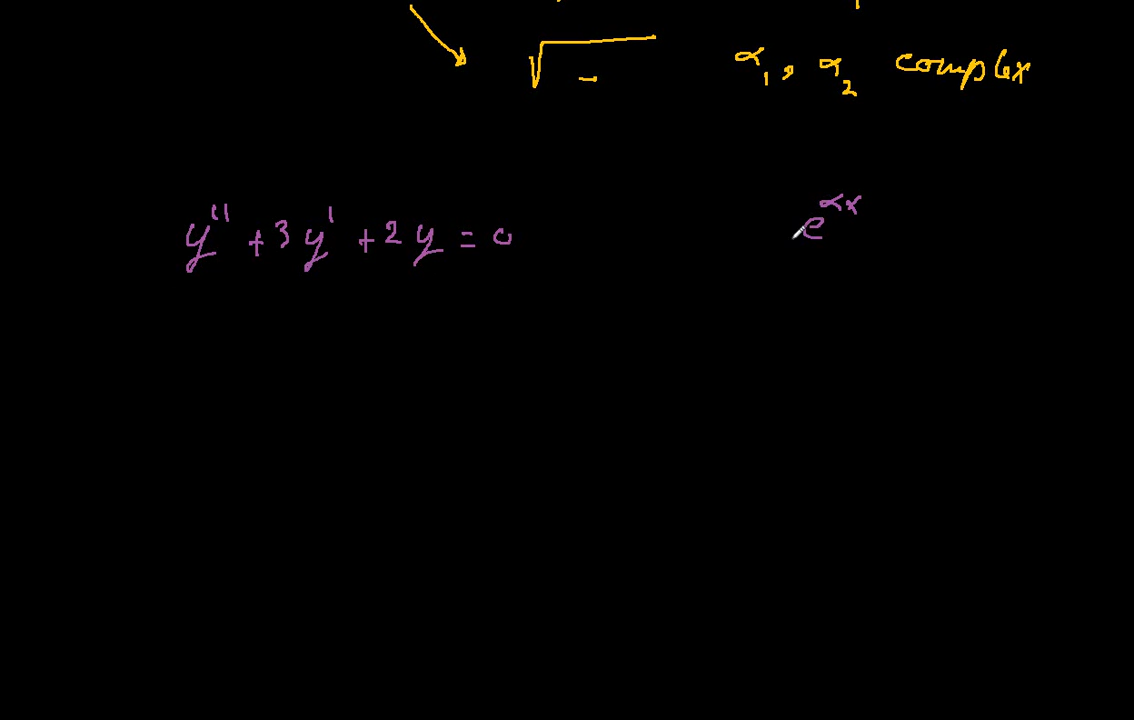 √- α₁, α₂ complex
y'' + 3y' + 2y = 0 e^{αx}